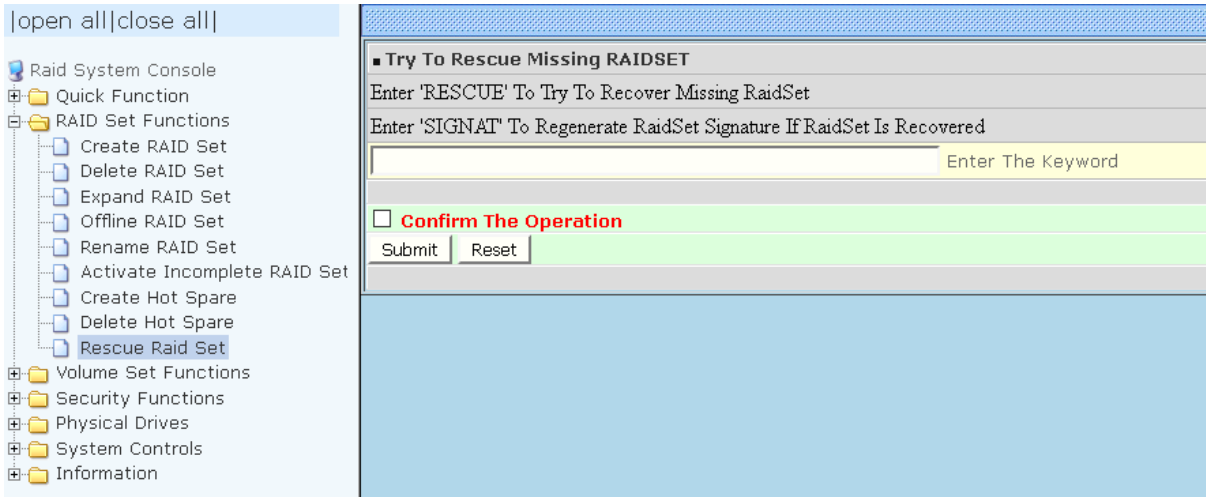 |open all|close all|
Raid System Console
Quick Function
RAID Set Functions
Create RAID Set
Delete RAID Set
Expand RAID Set
Offline RAID Set
Rename RAID Set
Activate Incomplete RAID Set
Create Hot Spare
Delete Hot Spare
Rescue Raid Set
Volume Set Functions
Security Functions
Physical Drives
System Controls
Information
Try To Rescue Missing RAIDSET
Enter 'RESCUE' To Try To Recover Missing RaidSet
Enter 'SIGNAT' To Regenerate RaidSet Signature If RaidSet Is Recovered
Enter The Keyword
Confirm The Operation
Submit Reset